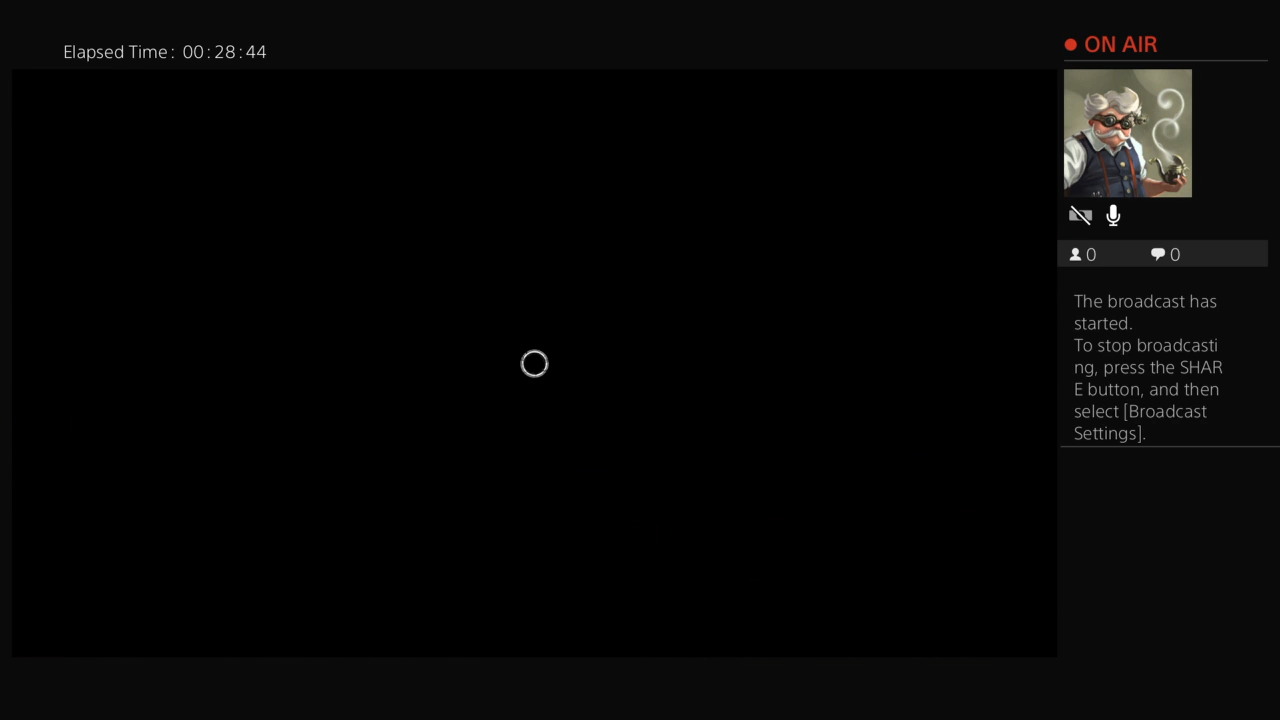 Elapsed Time: 00:28:44
ON AIR
0
0
The broadcast has
started.
To stop broadcasti
ng, press the SHAR
E button, and then
select [Broadcast
Settings].